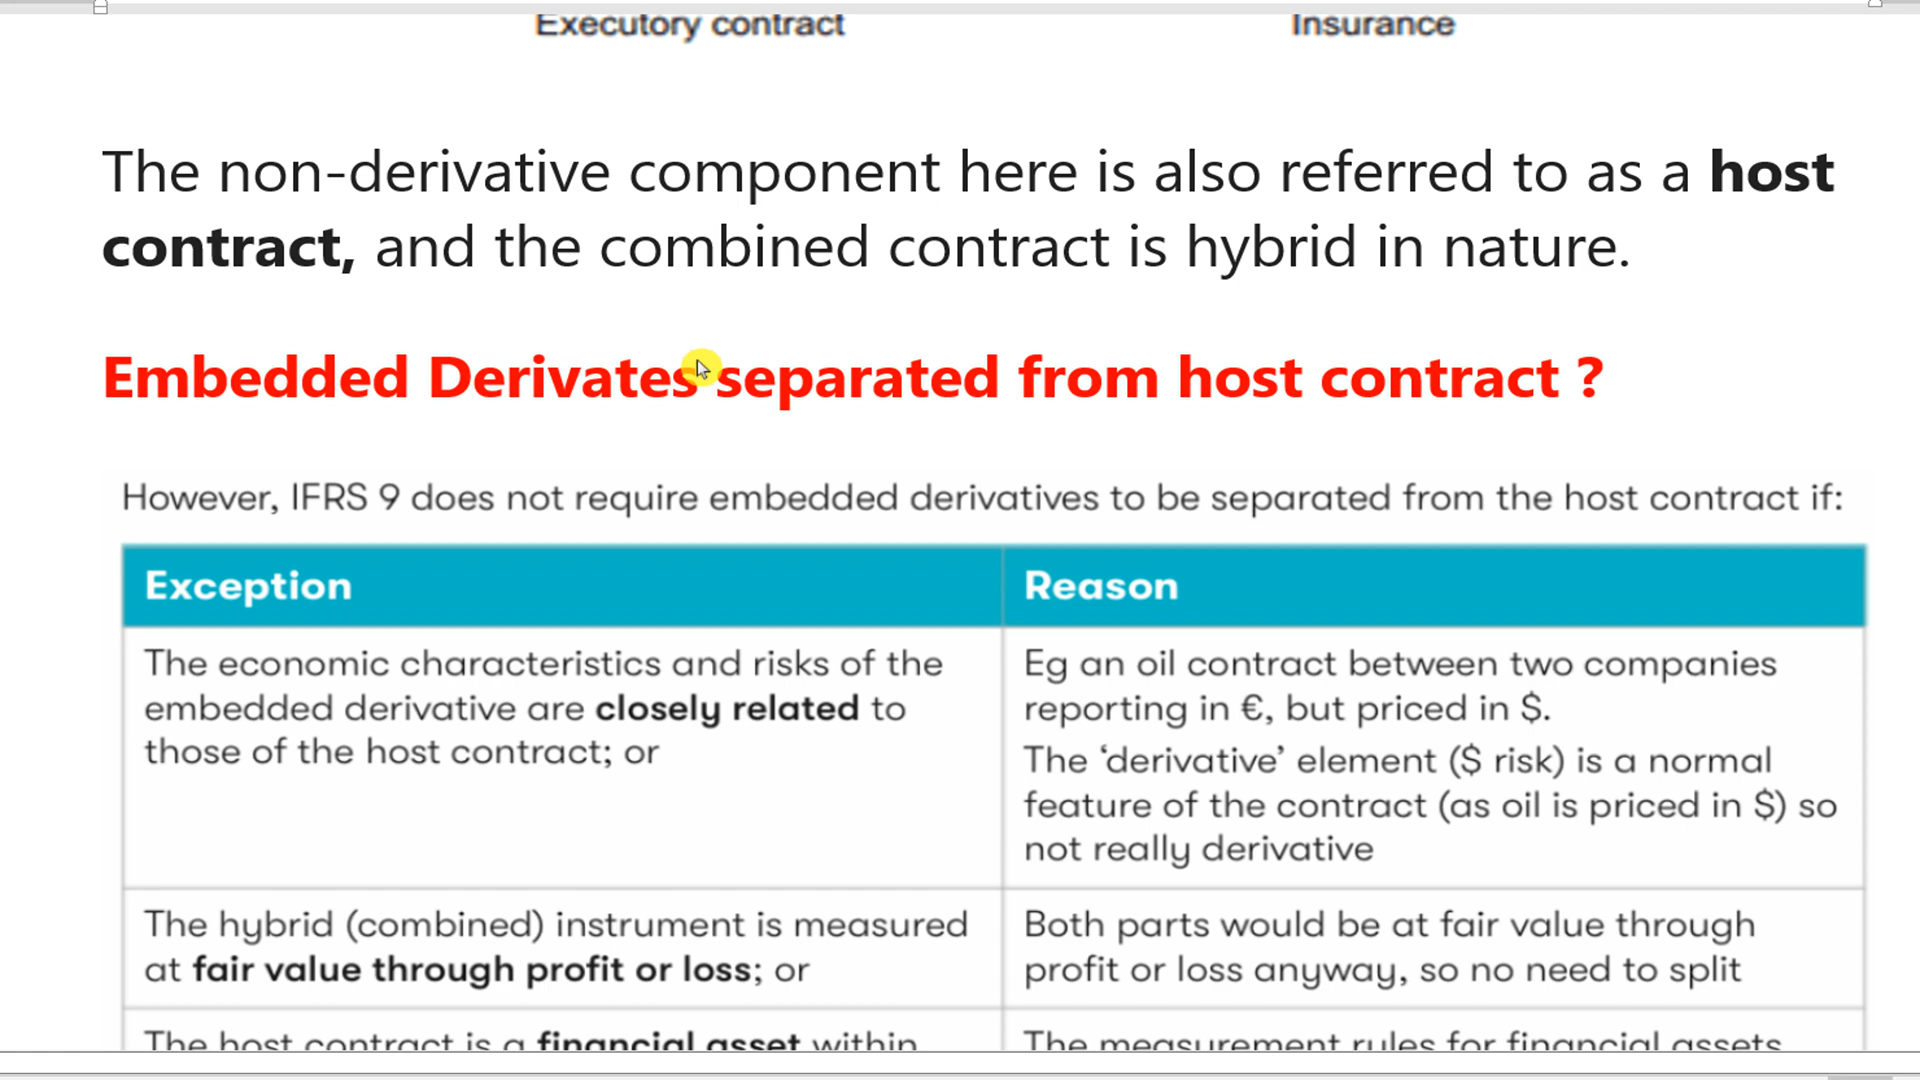 Executory contract
Insurance
The non-derivative component here is also referred to as a host
contract, and the combined contract is hybrid in nature.
Embedded Derivates separated from host contract ?
However, IFRS 9 does not require embedded derivatives to be separated from the host contract if:
Exception
Reason
The economic characteristics and risks of the
embedded derivative are closely related to
those of the host contract; or
Eg an oil contract between two companies
reporting in €, but priced in $.
The ‘derivative’ element ($ risk) is a normal
feature of the contract (as oil is priced in $) so
not really derivative
The hybrid (combined) instrument is measured
at fair value through profit or loss; or
Both parts would be at fair value through
profit or loss anyway, so no need to split
The host contract is a financial asset within
The measurement rules for financial assets